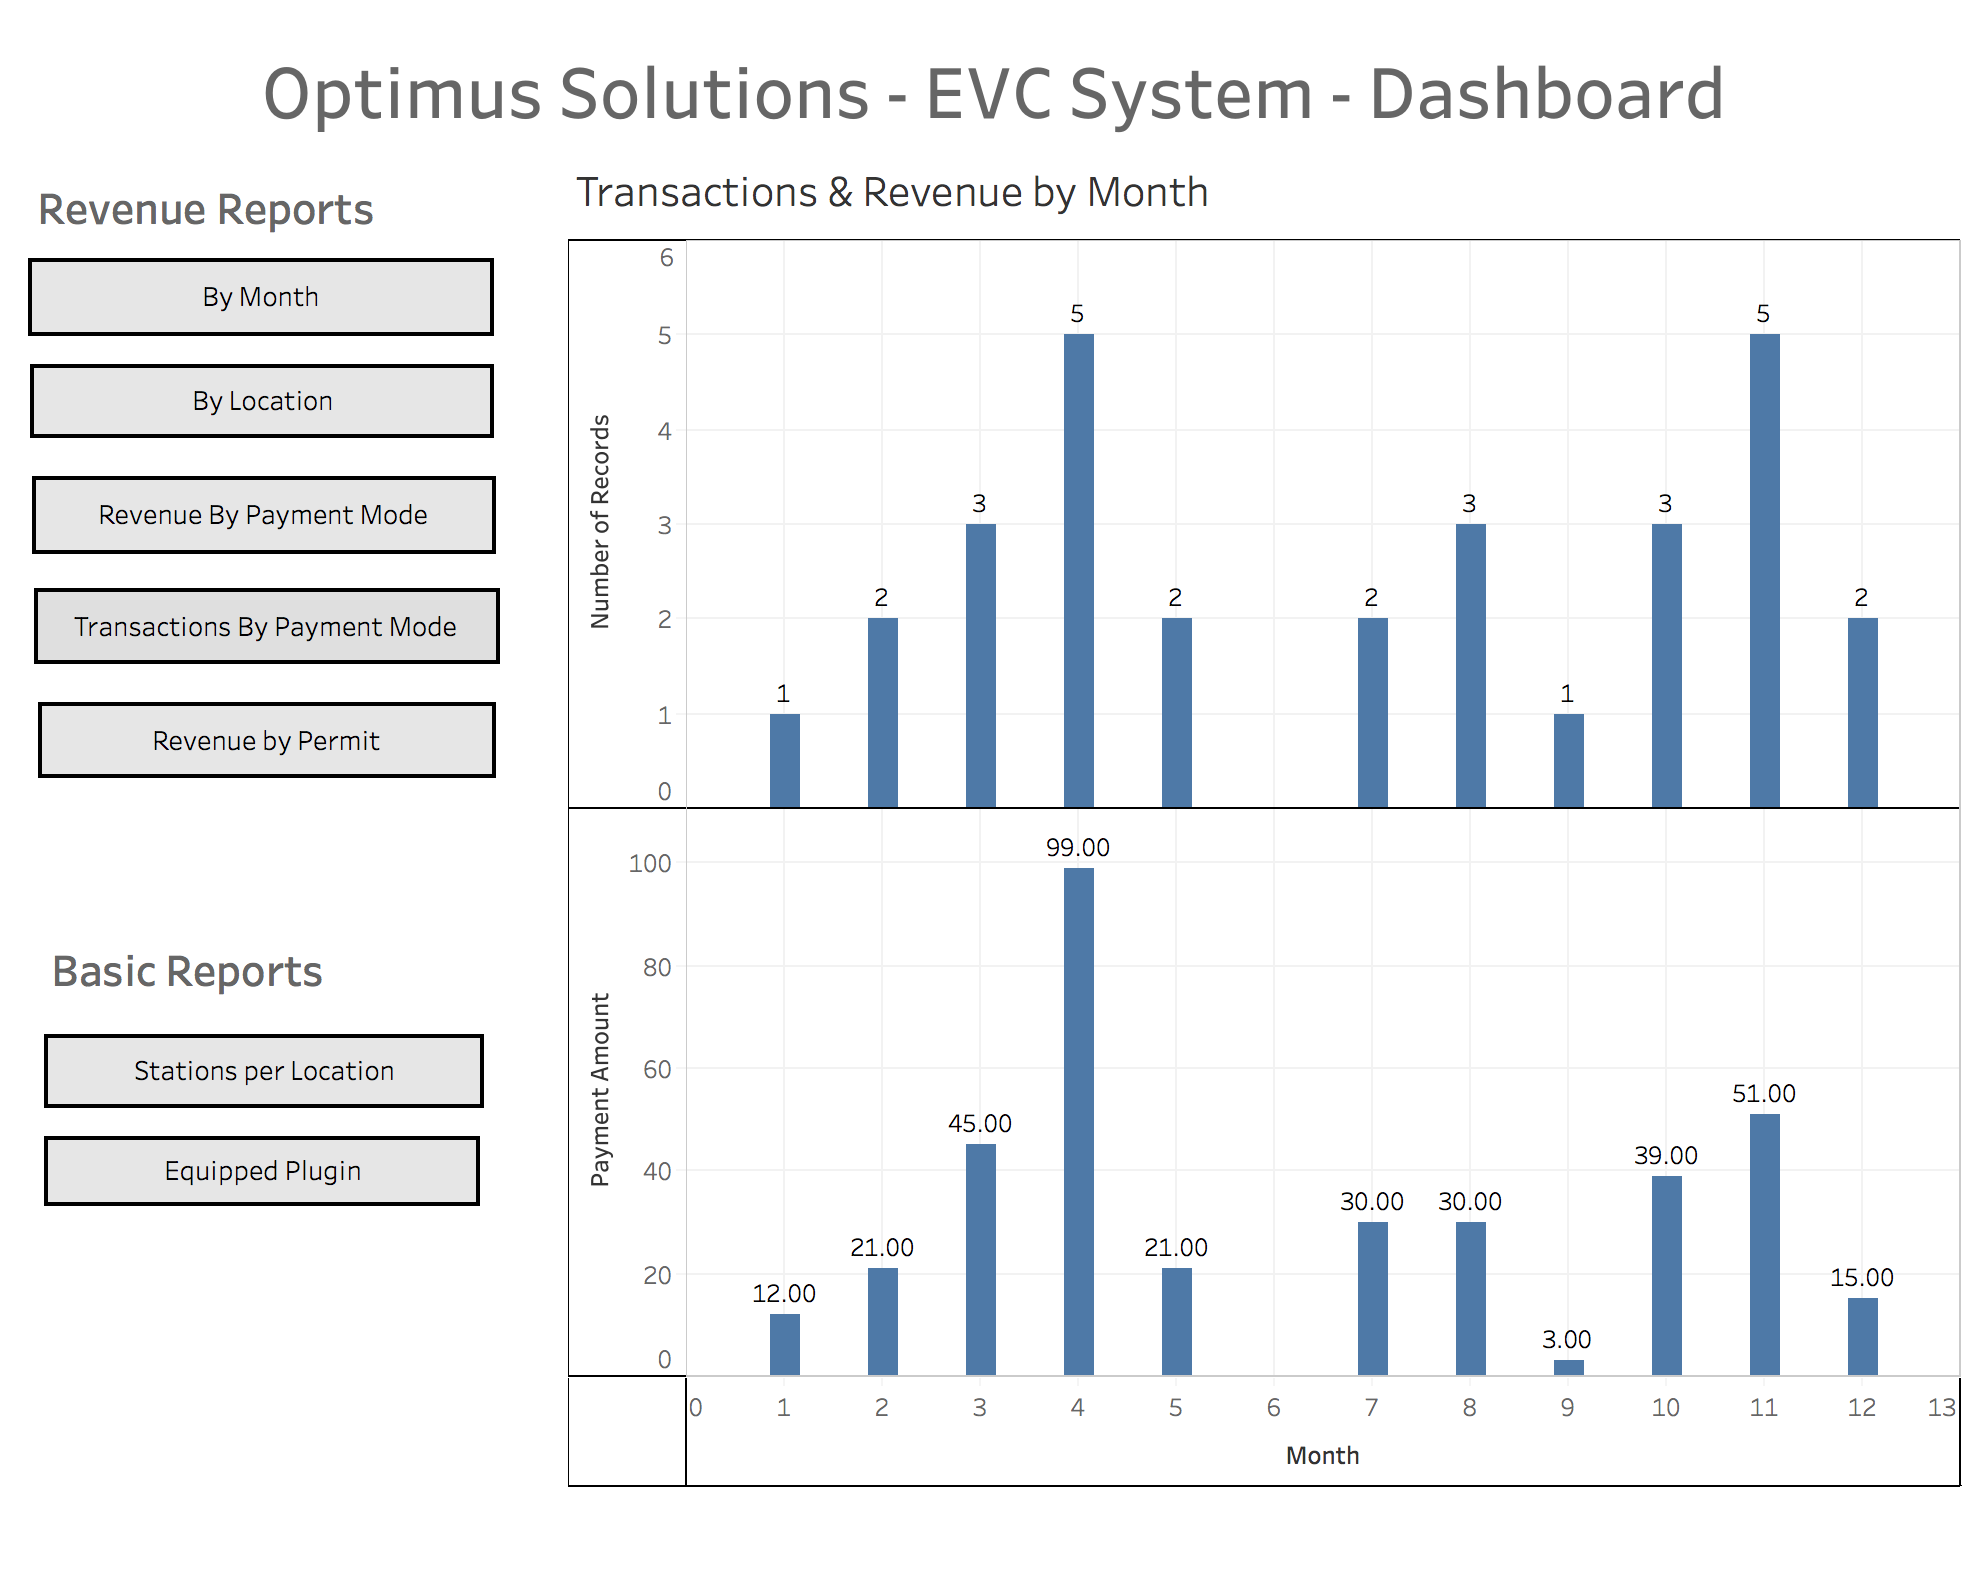 Optimus Solutions - EVC System - Dashboard
Revenue Reports
By Month
By Location
Revenue By Payment Mode
Transactions By Payment Mode
Revenue by Permit
Basic Reports
Stations per Location
Equipped Plugin
Transactions & Revenue by Month
Number of Records
6
5
4
3
2
1
0
1
2
3
5
2
2
3
1
3
5
2
Payment Amount
100
80
60
40
20
0
12.00
21.00
45.00
99.00
21.00
30.00
30.00
3.00
39.00
51.00
15.00
0 1 2 3 4 5 6 7 8 9 10 11 12 13
Month